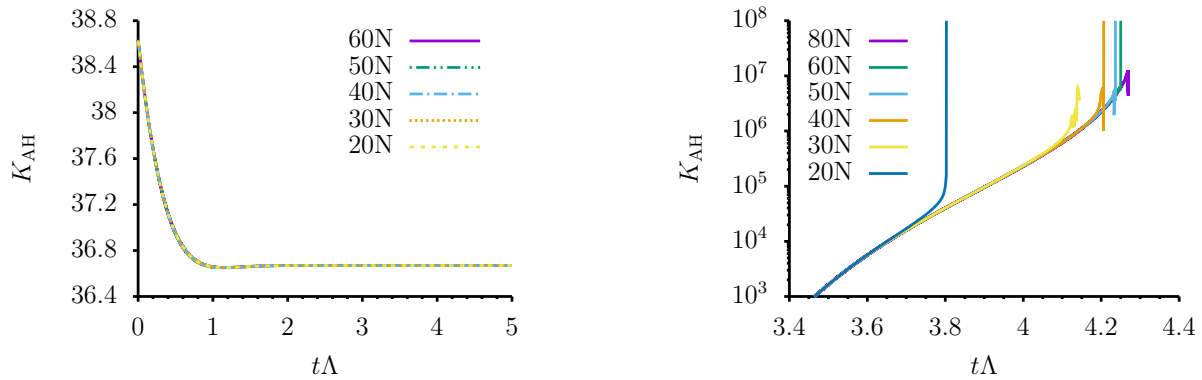 38.8
38.4
38
37.6
37.2
36.8
36.4
K_AH
60N
50N
40N
30N
20N
0 1 2 3 4 5
tΛ
10^8
10^7
10^6
10^5
10^4
10^3
K_AH
80N
60N
50N
40N
30N
20N
3.4 3.6 3.8 4 4.2 4.4
tΛ